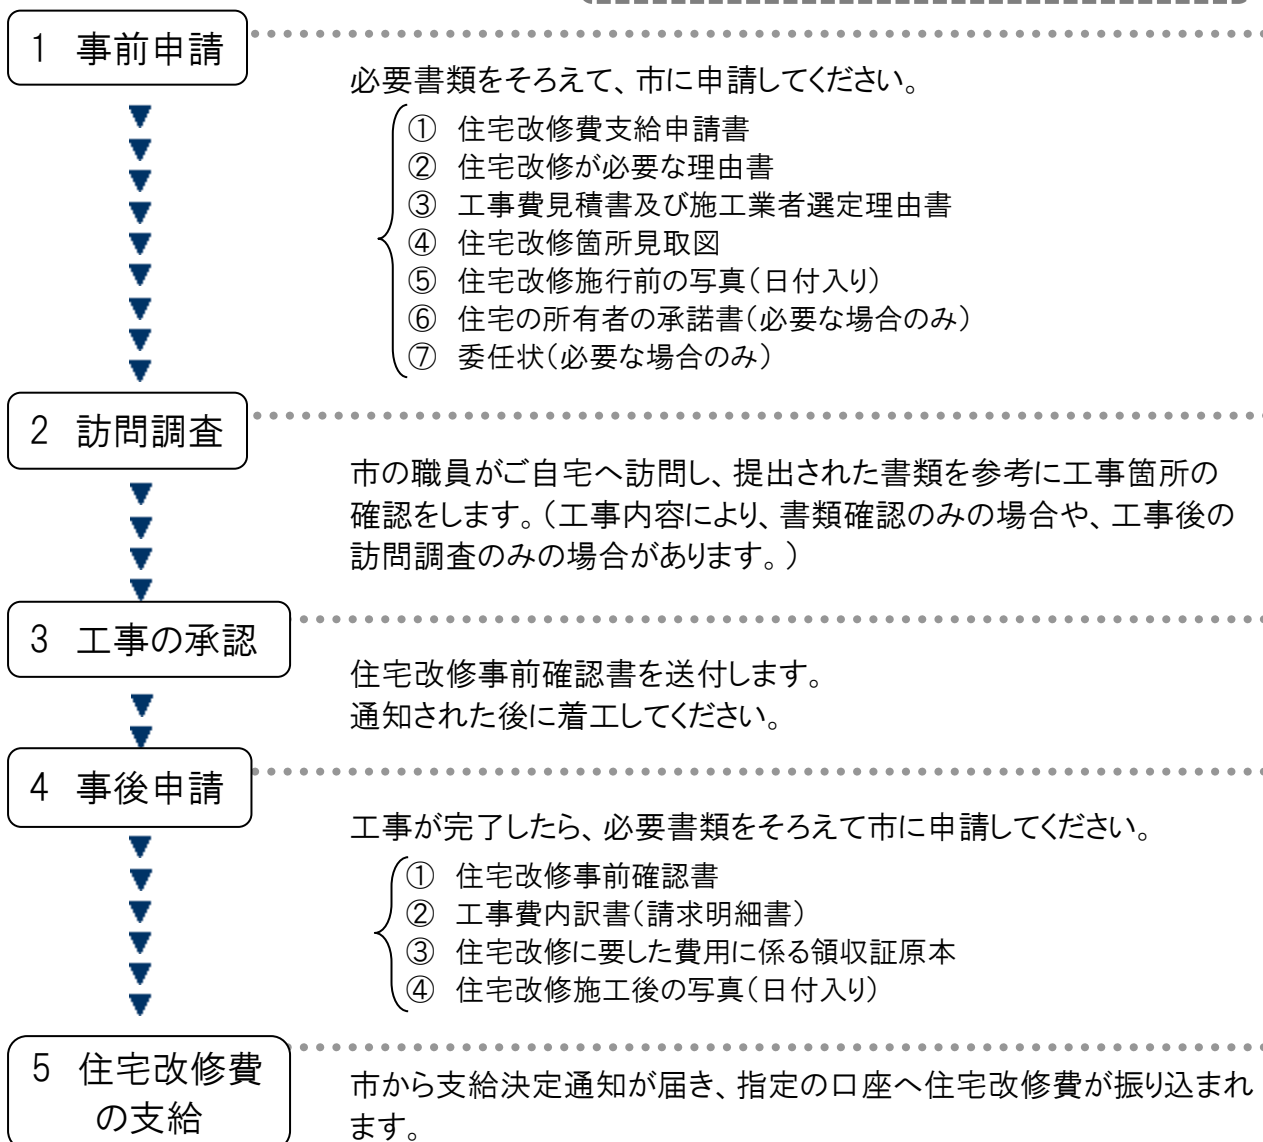 1 事前申請
必要書類をそろえて、市に申請してください。
① 住宅改修費支給申請書
② 住宅改修が必要な理由書
③ 工事費見積書及び施工業者選定理由書
④ 住宅改修箇所見取図
⑤ 住宅改修施行前の写真（日付入り）
⑥ 住宅の所有者の承諾書（必要な場合のみ）
⑦ 委任状（必要な場合のみ）
2 訪問調査
市の職員がご自宅へ訪問し、提出された書類を参考に工事箇所の
確認をします。（工事内容により、書類確認のみの場合や、工事後の
訪問調査のみの場合があります。）
3 工事の承認
住宅改修事前確認書を送付します。
通知された後に着工してください。
4 事後申請
工事が完了したら、必要書類をそろえて市に申請してください。
① 住宅改修事前確認書
② 工事費内訳書（請求明細書）
③ 住宅改修に要した費用に係る領収証原本
④ 住宅改修施工後の写真（日付入り）
5 住宅改修費
の支給
市から支給決定通知が届き、指定の口座へ住宅改修費が振り込まれ
ます。